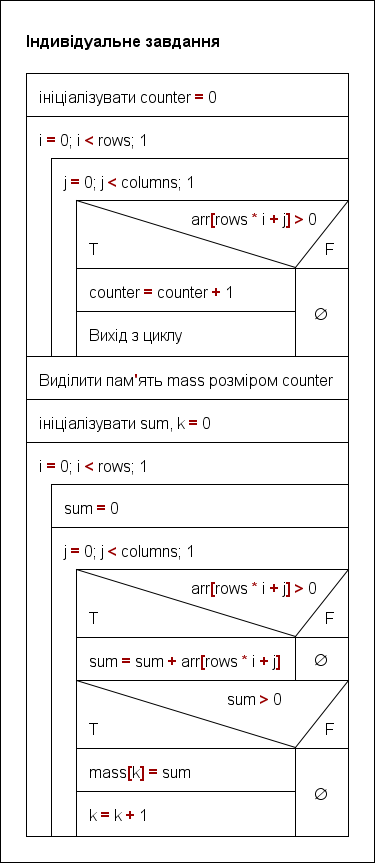 Індивідуальне завдання
ініціалізувати counter = 0
i = 0; i < rows; 1
j = 0; j < columns; 1
arr[rows * i + j] > 0
T F
counter = counter + 1
∅
Вихід з циклу
Виділити пам'ять mass розміром counter
ініціалізувати sum, k = 0
i = 0; i < rows; 1
sum = 0
j = 0; j < columns; 1
arr[rows * i + j] > 0
T F
sum = sum + arr[rows * i + j] ∅
sum > 0
T F
mass[k] = sum
∅
k = k + 1